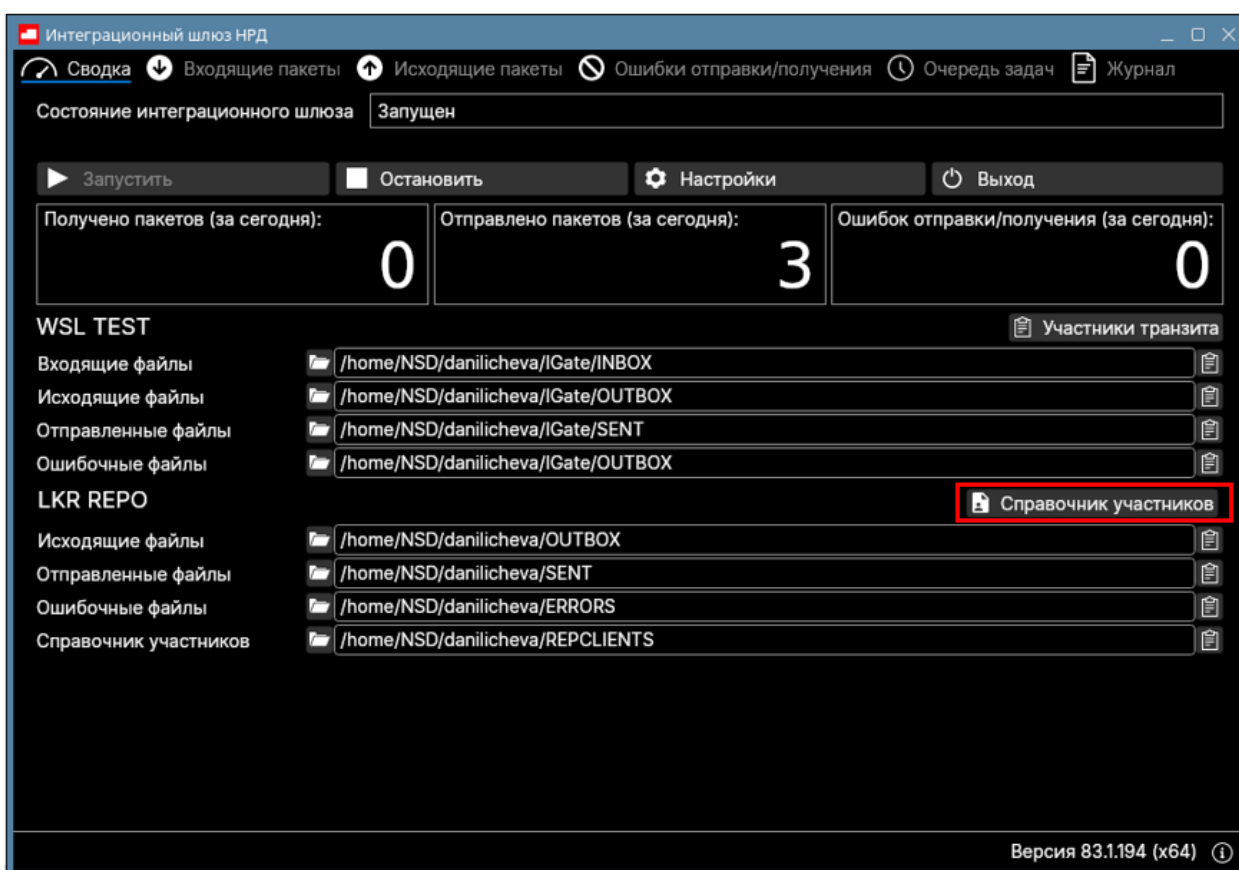 Интеграционный шлюз НРД
Сводка Входящие пакеты Исходящие пакеты Ошибки отправки/получения Очередь задач Журнал
Состояние интеграционного шлюза Запущен
Запустить Остановить Настройки Выход
Получено пакетов (за сегодня): Отправлено пакетов (за сегодня): Ошибок отправки/получения (за сегодня):
0 3 0
WSL TEST Участники транзита
Входящие файлы /home/NSD/danilicheva/IGate/INBOX
Исходящие файлы /home/NSD/danilicheva/IGate/OUTBOX
Отправленные файлы /home/NSD/danilicheva/IGate/SENT
Ошибочные файлы /home/NSD/danilicheva/IGate/OUTBOX
LKR REPO Справочник участников
Исходящие файлы /home/NSD/danilicheva/OUTBOX
Отправленные файлы /home/NSD/danilicheva/SENT
Ошибочные файлы /home/NSD/danilicheva/ERRORS
Справочник участников /home/NSD/danilicheva/REPCLIENTS
Версия 83.1.194 (x64)